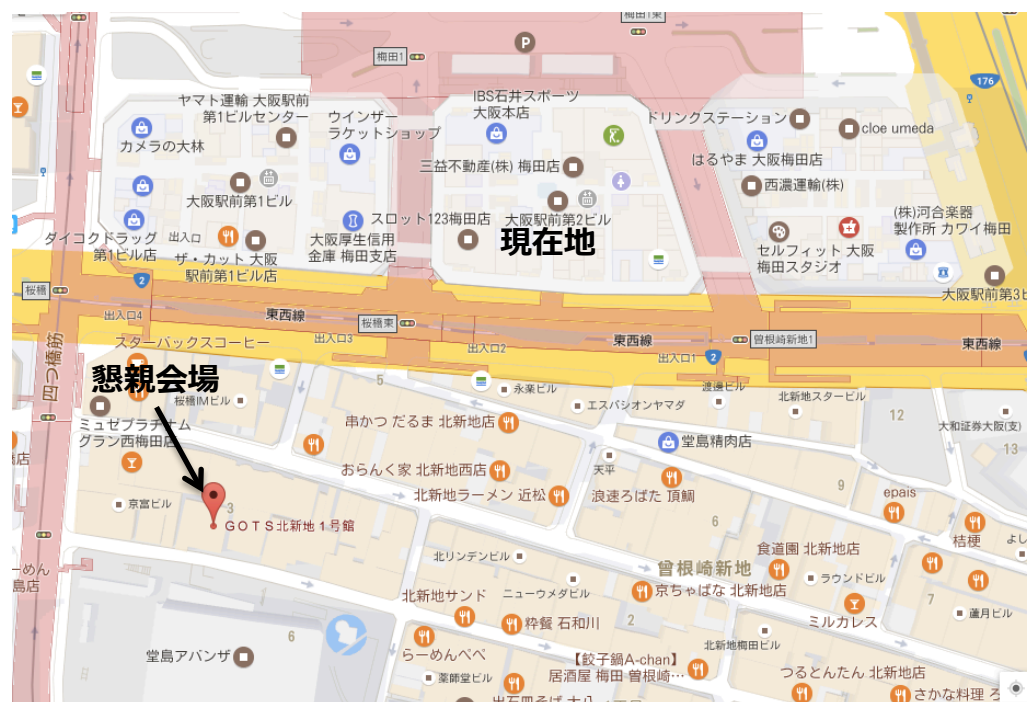 梅田1東
梅田1
P
176
IBS石井スポーツ
大阪本店
ヤマト運輸 大阪駅前
第1ビルセンター
ウインザー
ラケットショップ
ドリンクステーション
cloe umeda
カメラの大林
三益不動産(株) 梅田店
はるやま 大阪梅田店
西濃運輸(株)
大阪駅前第1ビル
スロット123梅田店
大阪駅前第2ビル
(株)河合楽器
製作所 カワイ梅田
現在地
ダイコクドラッグ
第1ビル店
出入口
ザ・カット 大阪
駅前第1ビル店
大阪厚生信用
金庫 梅田支店
セルフィット 大阪
梅田スタジオ
大阪駅前第3ビ
2
桜橋
出入口4
東西線
桜橋東
出入口3
出入口2
東西線
出入口1
2
曽根崎新地1
東西線
四つ橋筋
スターバックスコーヒー
懇親会場
桜橋IMビル
5
永楽ビル
エスパシオンヤマダ
渡邊ビル
北新地スタービル
12
大和証券大阪(支)
13
ミュゼプラチナム
グラン西梅田店
串かつ だるま 北新地店
堂島精肉店
天平
おらんく家 北新地西店
北新地ラーメン 近松
浪速ろばた 頂鯛
9
epais
京富ビル
3
GOTS北新地1号館
6
桔梗
よし
北リンデンビル
曾根崎新地
食道園 北新地店
ーめん
島店
ニューウメダビル
京ちゃばな 北新地店
ラウンドビル
北新地サンド
ミルカレス
7
蘆月ビル
粋餐 石和川
2
6
堂島アバンザ
らーめんぺぺ
北新地梅田ビル
薬師堂ビル
【餃子鍋A-chan】
居酒屋 梅田 曽根崎…
つるとんたん 北新地店
出石皿そば 大八
さかな料理 ろ